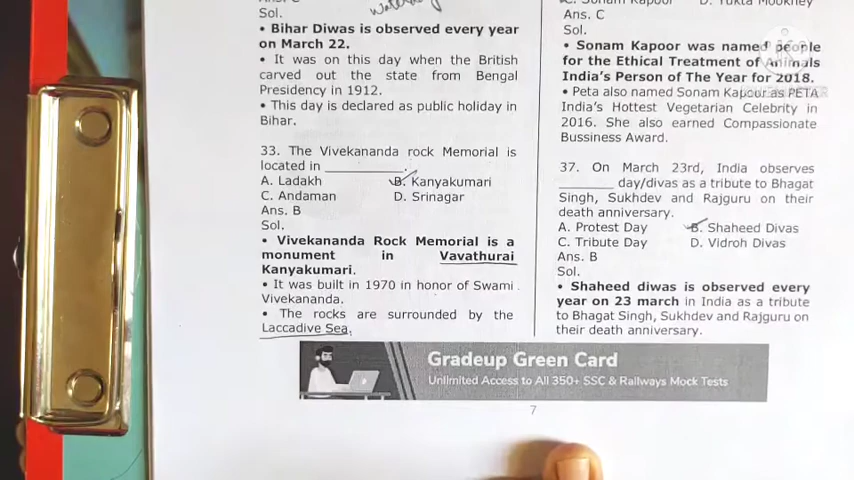 Sol.
• Bihar Diwas is observed every year
on March 22.
• It was on this day when the British
carved out the state from Bengal
Presidency in 1912.
• This day is declared as public holiday in
Bihar.
33. The Vivekananda rock Memorial is
located in __________.
A. Ladakh B. Kanyakumari
C. Andaman D. Srinagar
Ans. B
Sol.
• Vivekananda Rock Memorial is a
monument in Vavathurai
Kanyakumari.
• It was built in 1970 in honor of Swami
Vivekananda.
• The rocks are surrounded by the
Laccadive Sea.
C. Sonam Kapoor D. Yukta Mookhey
Ans. C
Sol.
• Sonam Kapoor was named people
for the Ethical Treatment of Animals
India's Person of The Year for 2018.
• Peta also named Sonam Kapoor as PETA
India's Hottest Vegetarian Celebrity in
2016. She also earned Compassionate
Bussiness Award.
37. On March 23rd, India observes
_______ day/divas as a tribute to Bhagat
Singh, Sukhdev and Rajguru on their
death anniversary.
A. Protest Day B. Shaheed Divas
C. Tribute Day D. Vidroh Divas
Ans. B
Sol.
• Shaheed diwas is observed every
year on 23 march in India as a tribute
to Bhagat Singh, Sukhdev and Rajguru on
their death anniversary.
Gradeup Green Card
Unlimited Access to All 350+ SSC & Railways Mock Tests
7